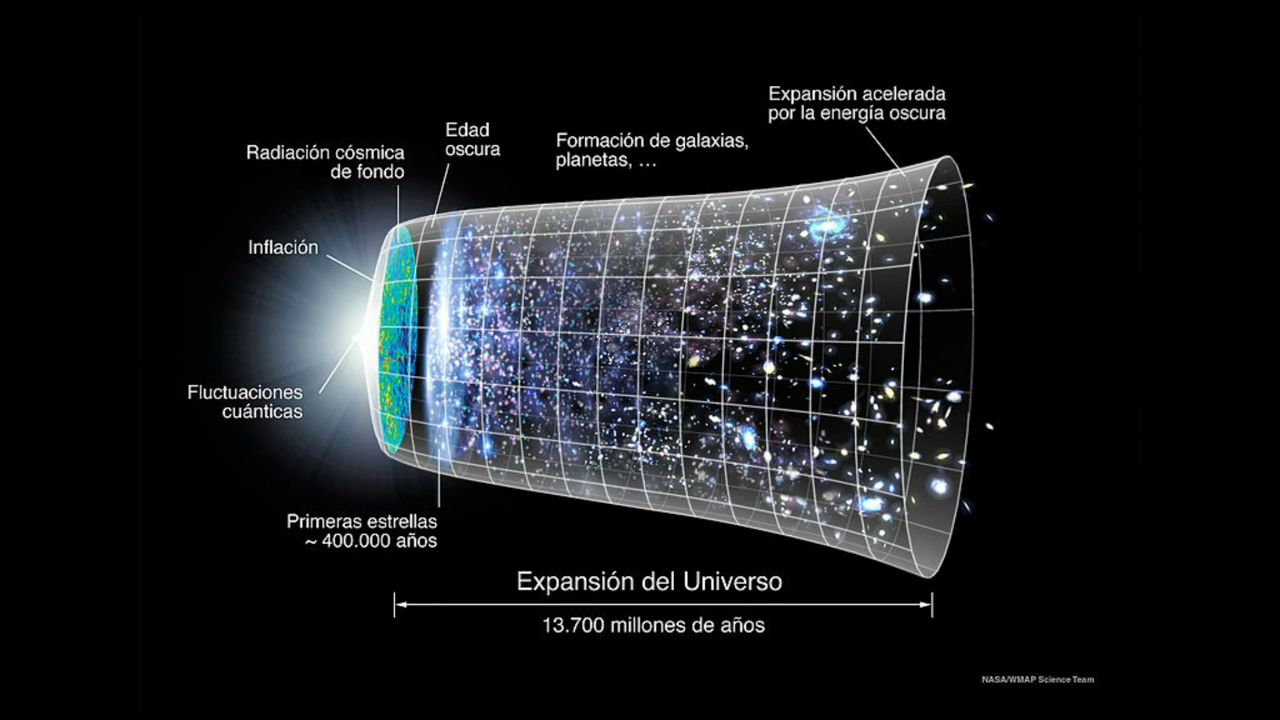 Expansión acelerada
por la energía oscura
Edad
oscura
Formación de galaxias,
planetas, ...
Radiación cósmica
de fondo
Inflación
Fluctuaciones
cuánticas
Primeras estrellas
~ 400.000 años
Expansión del Universo
13.700 millones de años
NASA/WMAP Science Team